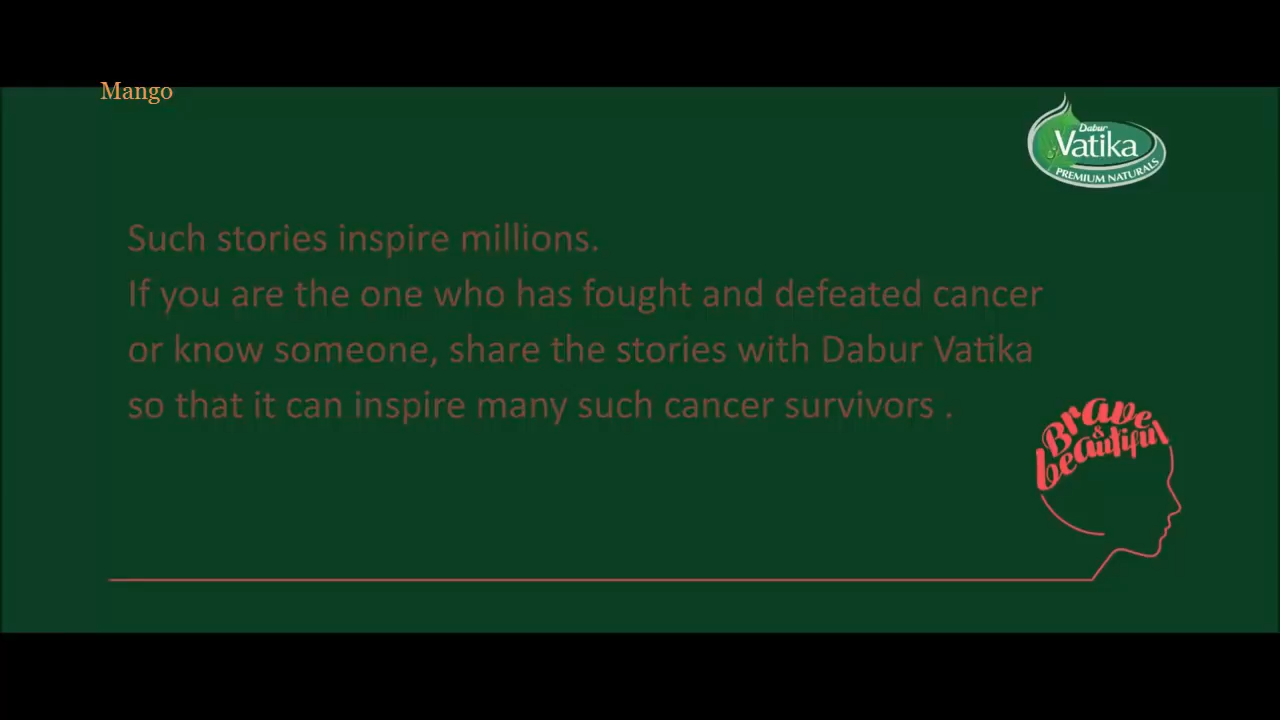 Mango
Dabur
Vatika
PREMIUM NATURALS
Such stories inspire millions.
If you are the one who has fought and defeated cancer
or know someone, share the stories with Dabur Vatika
so that it can inspire many such cancer survivors .
Brave
&
beautiful